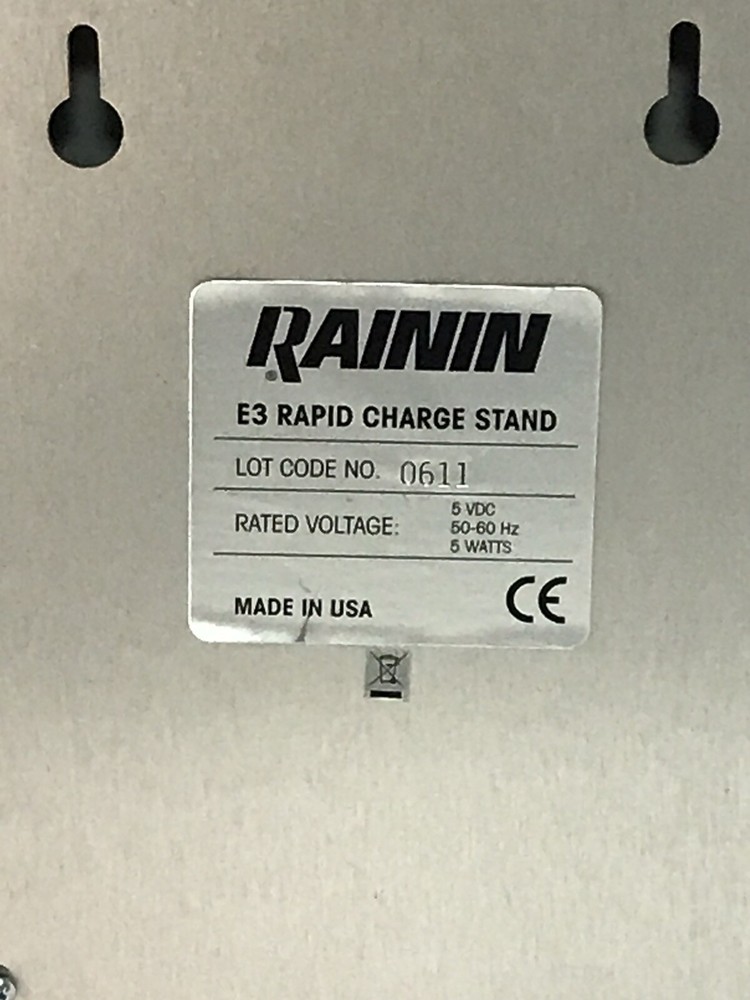 RAININ®
E3 RAPID CHARGE STAND
LOT CODE NO. 0611
RATED VOLTAGE: 5 VDC
50-60 Hz
5 WATTS
MADE IN USA CE